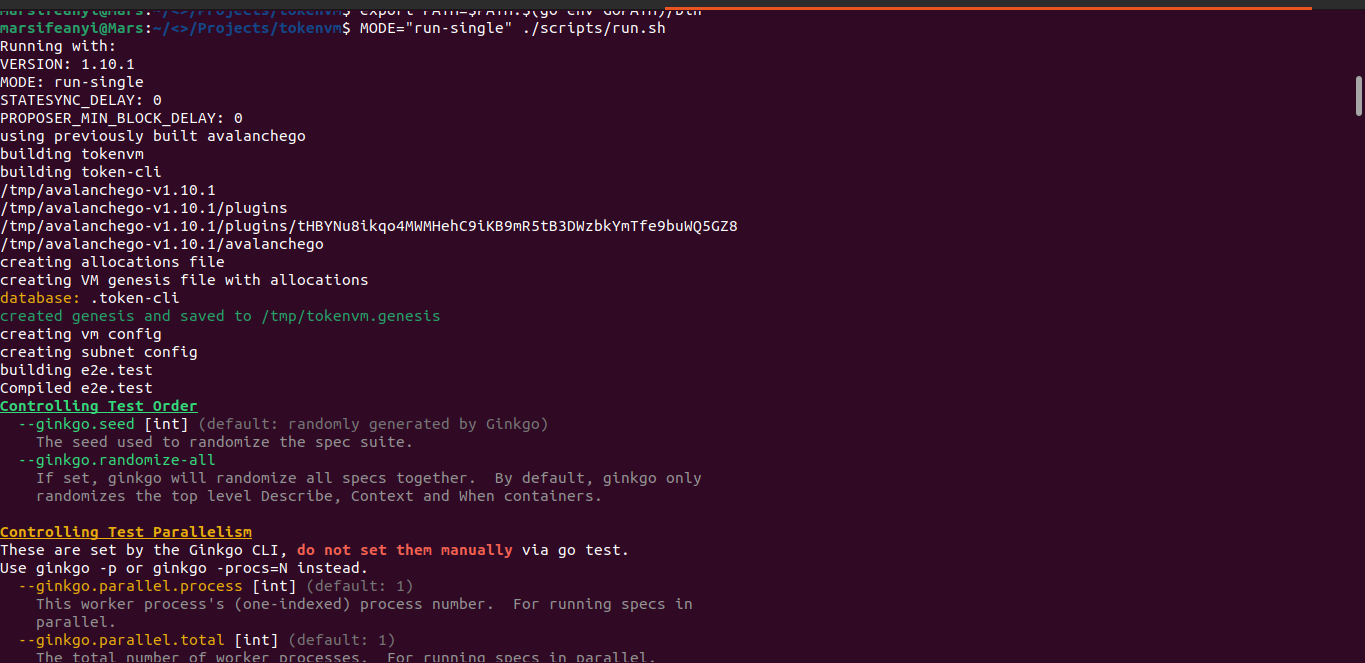 marsifeanyi@Mars:~/<>/Projects/tokenvm$ export PATH=$PATH:$(go env GOPATH)/bin
marsifeanyi@Mars:~/<>/Projects/tokenvm$ MODE="run-single" ./scripts/run.sh
Running with:
VERSION: 1.10.1
MODE: run-single
STATESYNC_DELAY: 0
PROPOSER_MIN_BLOCK_DELAY: 0
using previously built avalanchego
building tokenvm
building token-cli
/tmp/avalanchego-v1.10.1
/tmp/avalanchego-v1.10.1/plugins
/tmp/avalanchego-v1.10.1/plugins/tHBYNu8ikqo4MWMHehC9iKB9mR5tB3DWzbkYmTfe9buWQ5GZ8
/tmp/avalanchego-v1.10.1/avalanchego
creating allocations file
creating VM genesis file with allocations
database: .token-cli
created genesis and saved to /tmp/tokenvm.genesis
creating vm config
creating subnet config
building e2e.test
Compiled e2e.test
Controlling Test Order
--ginkgo.seed [int] (default: randomly generated by Ginkgo)
The seed used to randomize the spec suite.
--ginkgo.randomize-all
If set, ginkgo will randomize all specs together.  By default, ginkgo only
randomizes the top level Describe, Context and When containers.
Controlling Test Parallelism
These are set by the Ginkgo CLI, do not set them manually via go test.
Use ginkgo -p or ginkgo -procs=N instead.
--ginkgo.parallel.process [int] (default: 1)
This worker process's (one-indexed) process number.  For running specs in
parallel.
--ginkgo.parallel.total [int] (default: 1)
The total number of worker processes.  For running specs in parallel.